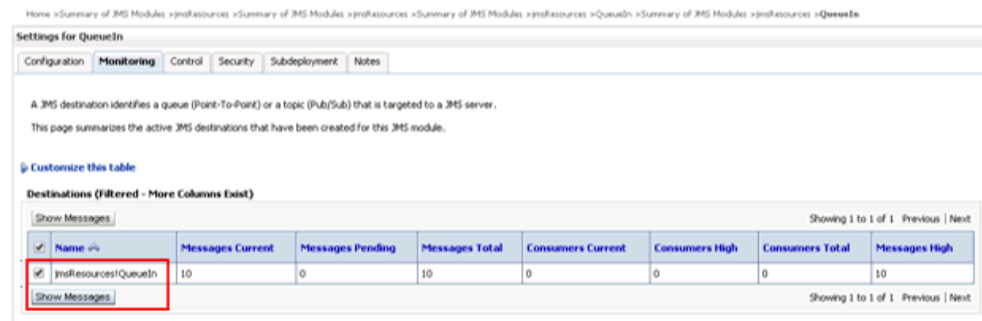 Home >Summary of JMS Modules >jmsResources >Summary of JMS Modules >jmsResources >Summary of JMS Modules >jmsResources >QueueIn >Summary of JMS Modules >jmsResources >QueueIn
Settings for QueueIn
Configuration Monitoring Control Security Subdeployment Notes
A JMS destination identifies a queue (Point-To-Point) or a topic (Pub/Sub) that is targeted to a JMS server.
This page summarizes the active JMS destinations that have been created for this JMS module.
Customize this table
Destinations (Filtered - More Columns Exist)
Show Messages Showing 1 to 1 of 1 Previous | Next
Name Messages Current Messages Pending Messages Total Consumers Current Consumers High Consumers Total Messages High
jmsResources!QueueIn 10 0 10 0 0 0 10
Show Messages Showing 1 to 1 of 1 Previous | Next